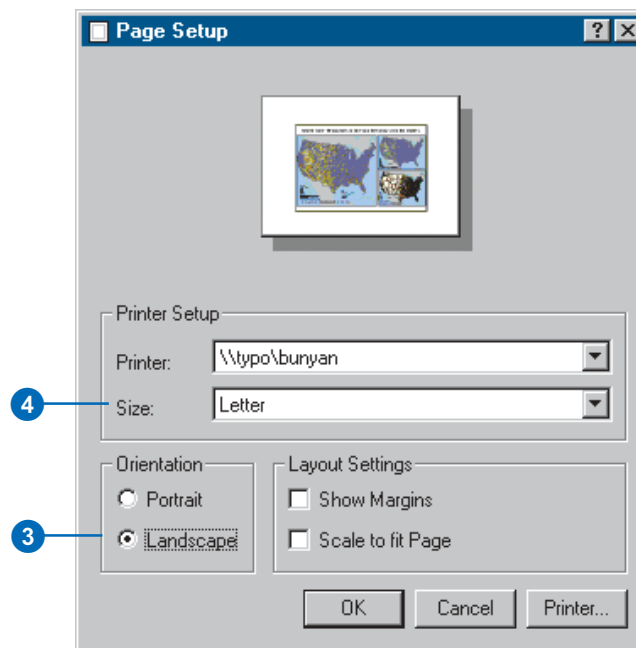 Page Setup
Printer Setup
Printer: \\typo\bunyan
4
Size: Letter
Orientation
Portrait
3
Landscape
Layout Settings
Show Margins
Scale to fit Page
OK Cancel Printer...